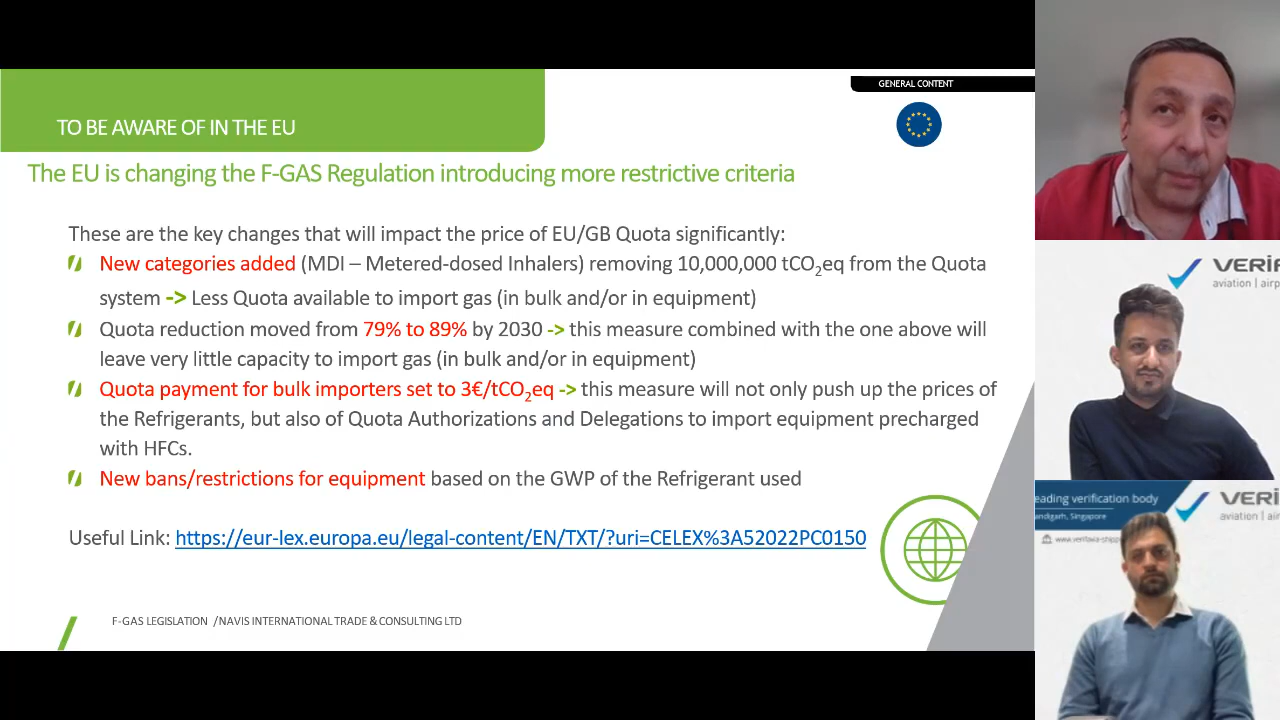 GENERAL CONTENT
TO BE AWARE OF IN THE EU
The EU is changing the F-GAS Regulation introducing more restrictive criteria
These are the key changes that will impact the price of EU/GB Quota significantly:
New categories added (MDI – Metered-dosed Inhalers) removing 10,000,000 tCO2eq from the Quota
system -> Less Quota available to import gas (in bulk and/or in equipment)
Quota reduction moved from 79% to 89% by 2030 -> this measure combined with the one above will
leave very little capacity to import gas (in bulk and/or in equipment)
Quota payment for bulk importers set to 3€/tCO2eq -> this measure will not only push up the prices of
the Refrigerants, but also of Quota Authorizations and Delegations to import equipment precharged
with HFCs.
New bans/restrictions for equipment based on the GWP of the Refrigerant used
Useful Link: https://eur-lex.europa.eu/legal-content/EN/TXT/?uri=CELEX%3A52022PC0150
F-GAS LEGISLATION /NAVIS INTERNATIONAL TRADE & CONSULTING LTD
VERIF
aviation | airp
eading verification body
andigarh, Singapore
www.verifavia-shipp
VERI
aviation | ai